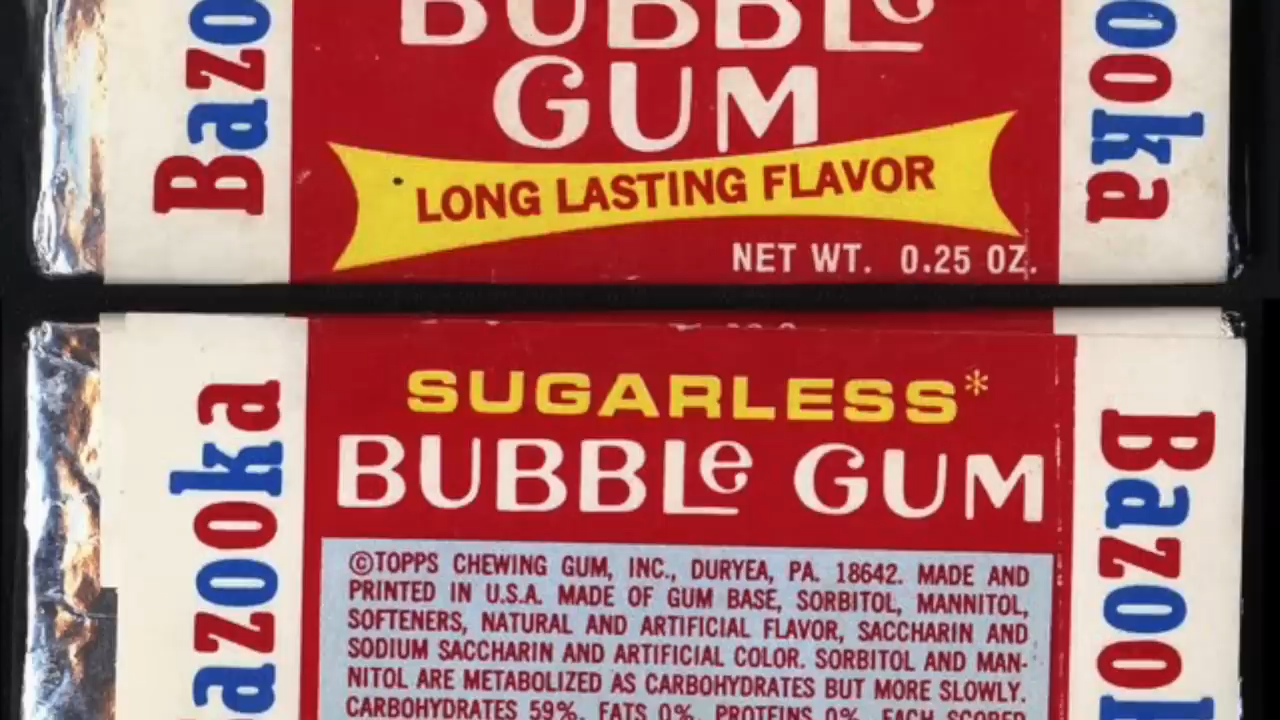 BUBBLe
GUM
LONG LASTING FLAVOR
NET WT. 0.25 OZ.
SUGARLESS*
BUBBLe GUM
Bazooka
©TOPPS CHEWING GUM, INC., DURYEA, PA. 18642. MADE AND
PRINTED IN U.S.A. MADE OF GUM BASE, SORBITOL, MANNITOL,
SOFTENERS, NATURAL AND ARTIFICIAL FLAVOR, SACCHARIN AND
SODIUM SACCHARIN AND ARTIFICIAL COLOR. SORBITOL AND MAN-
NITOL ARE METABOLIZED AS CARBOHYDRATES BUT MORE SLOWLY.
CARBOHYDRATES 59%, FATS 0%, PROTEINS 0%. EACH SCORED